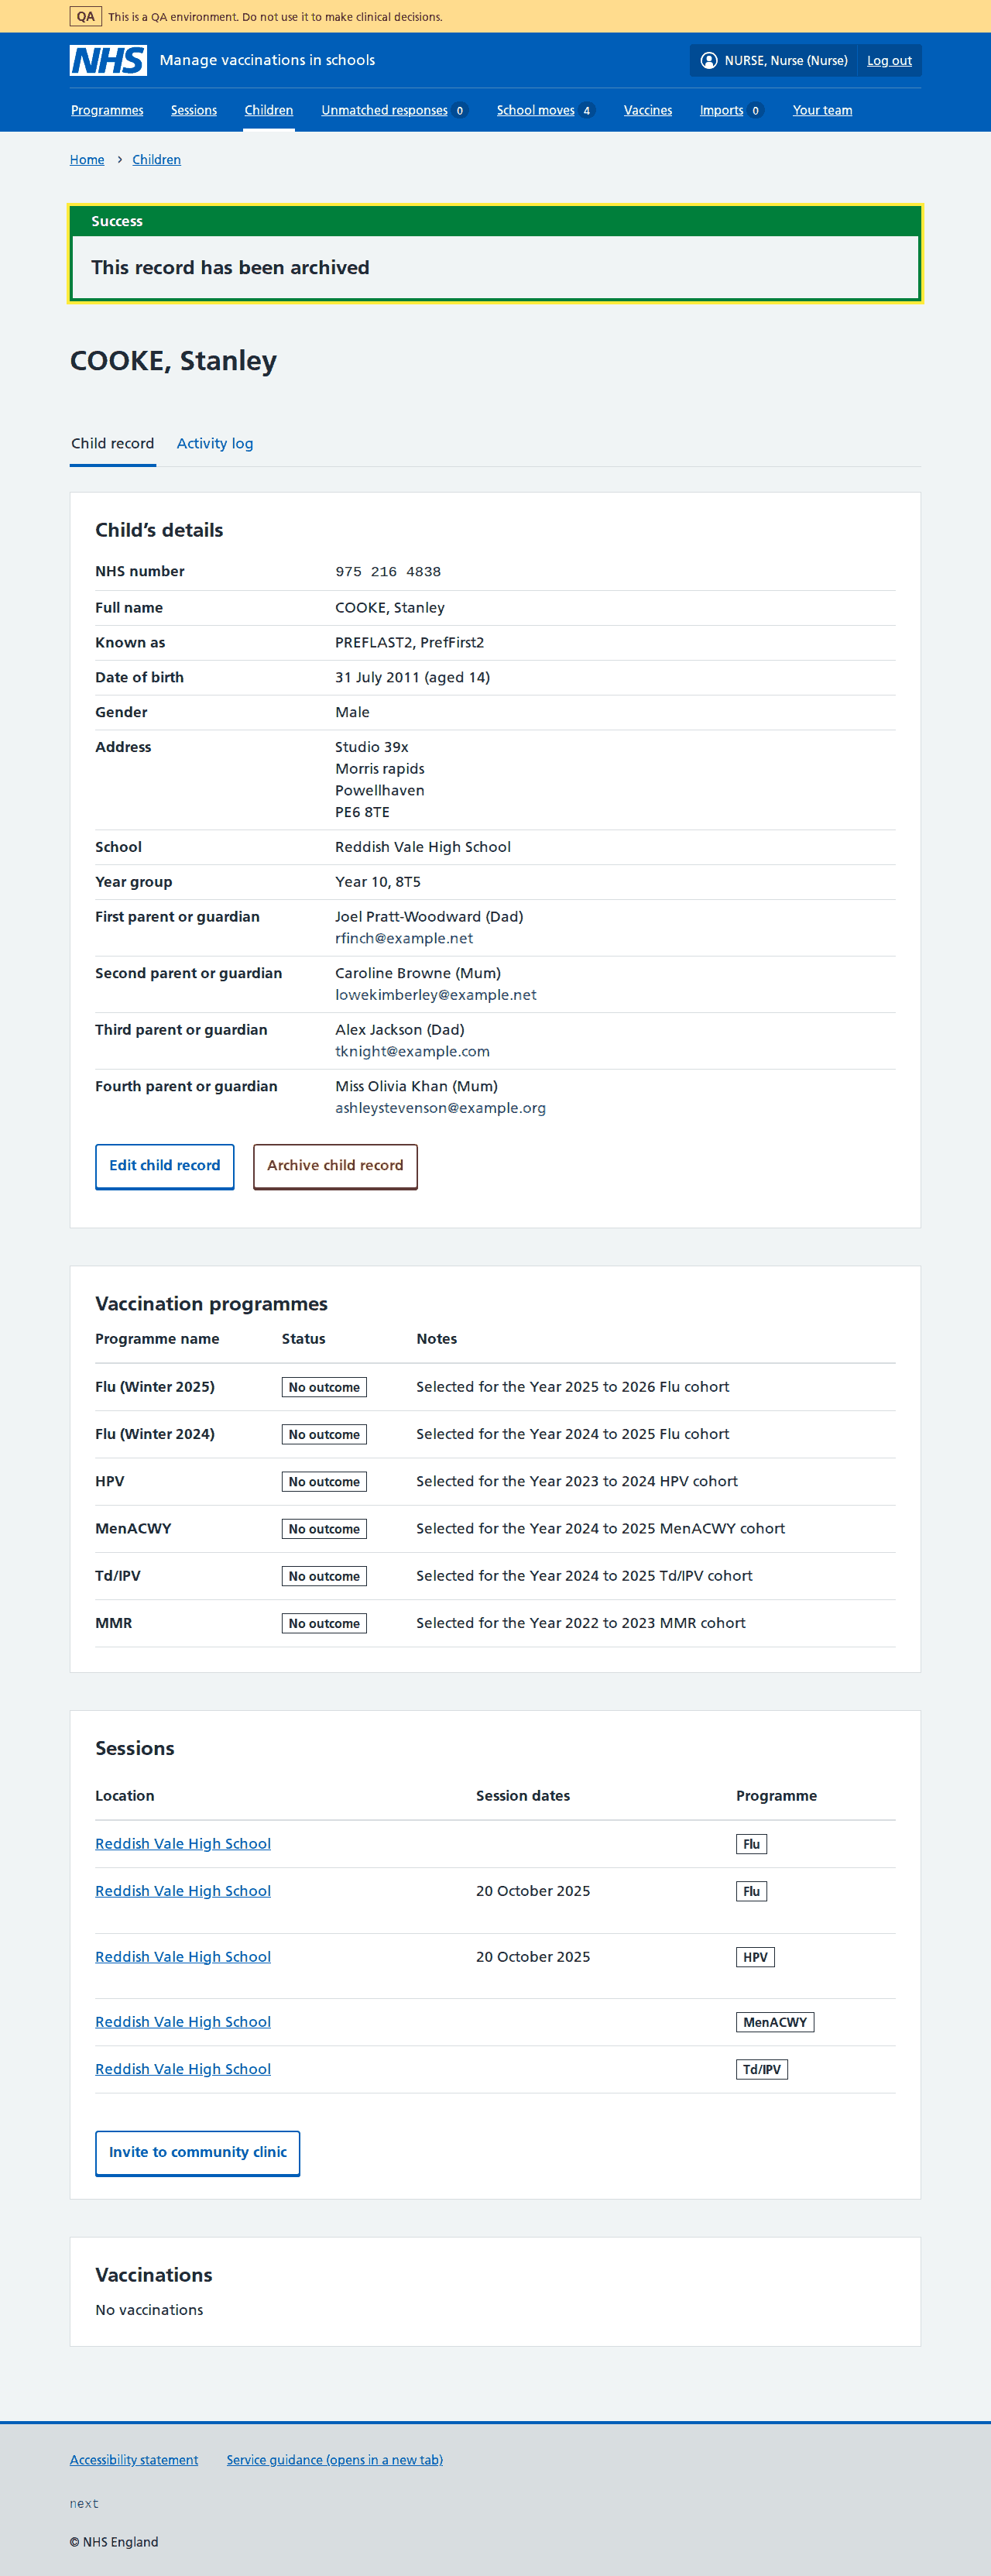 QA This is a QA environment. Do not use it to make clinical decisions.
NHS Manage vaccinations in schools NURSE, Nurse (Nurse) Log out
Programmes Sessions Children Unmatched responses 0 School moves 4 Vaccines Imports 0 Your team
Home › Children
Success
This record has been archived
COOKE, Stanley
Child record Activity log
Child’s details
NHS number 975 216 4838
Full name COOKE, Stanley
Known as PREFLAST2, PrefFirst2
Date of birth 31 July 2011 (aged 14)
Gender Male
Address Studio 39x
Morris rapids
Powellhaven
PE6 8TE
School Reddish Vale High School
Year group Year 10, 8T5
First parent or guardian Joel Pratt-Woodward (Dad)
rfinch@example.net
Second parent or guardian Caroline Browne (Mum)
lowekimberley@example.net
Third parent or guardian Alex Jackson (Dad)
tknight@example.com
Fourth parent or guardian Miss Olivia Khan (Mum)
ashleystevenson@example.org
Edit child record Archive child record
Vaccination programmes
Programme name Status Notes
Flu (Winter 2025) No outcome Selected for the Year 2025 to 2026 Flu cohort
Flu (Winter 2024) No outcome Selected for the Year 2024 to 2025 Flu cohort
HPV No outcome Selected for the Year 2023 to 2024 HPV cohort
MenACWY No outcome Selected for the Year 2024 to 2025 MenACWY cohort
Td/IPV No outcome Selected for the Year 2024 to 2025 Td/IPV cohort
MMR No outcome Selected for the Year 2022 to 2023 MMR cohort
Sessions
Location Session dates Programme
Reddish Vale High School Flu
Reddish Vale High School 20 October 2025 Flu
Reddish Vale High School 20 October 2025 HPV
Reddish Vale High School MenACWY
Reddish Vale High School Td/IPV
Invite to community clinic
Vaccinations
No vaccinations
Accessibility statement Service guidance (opens in a new tab)
next
© NHS England